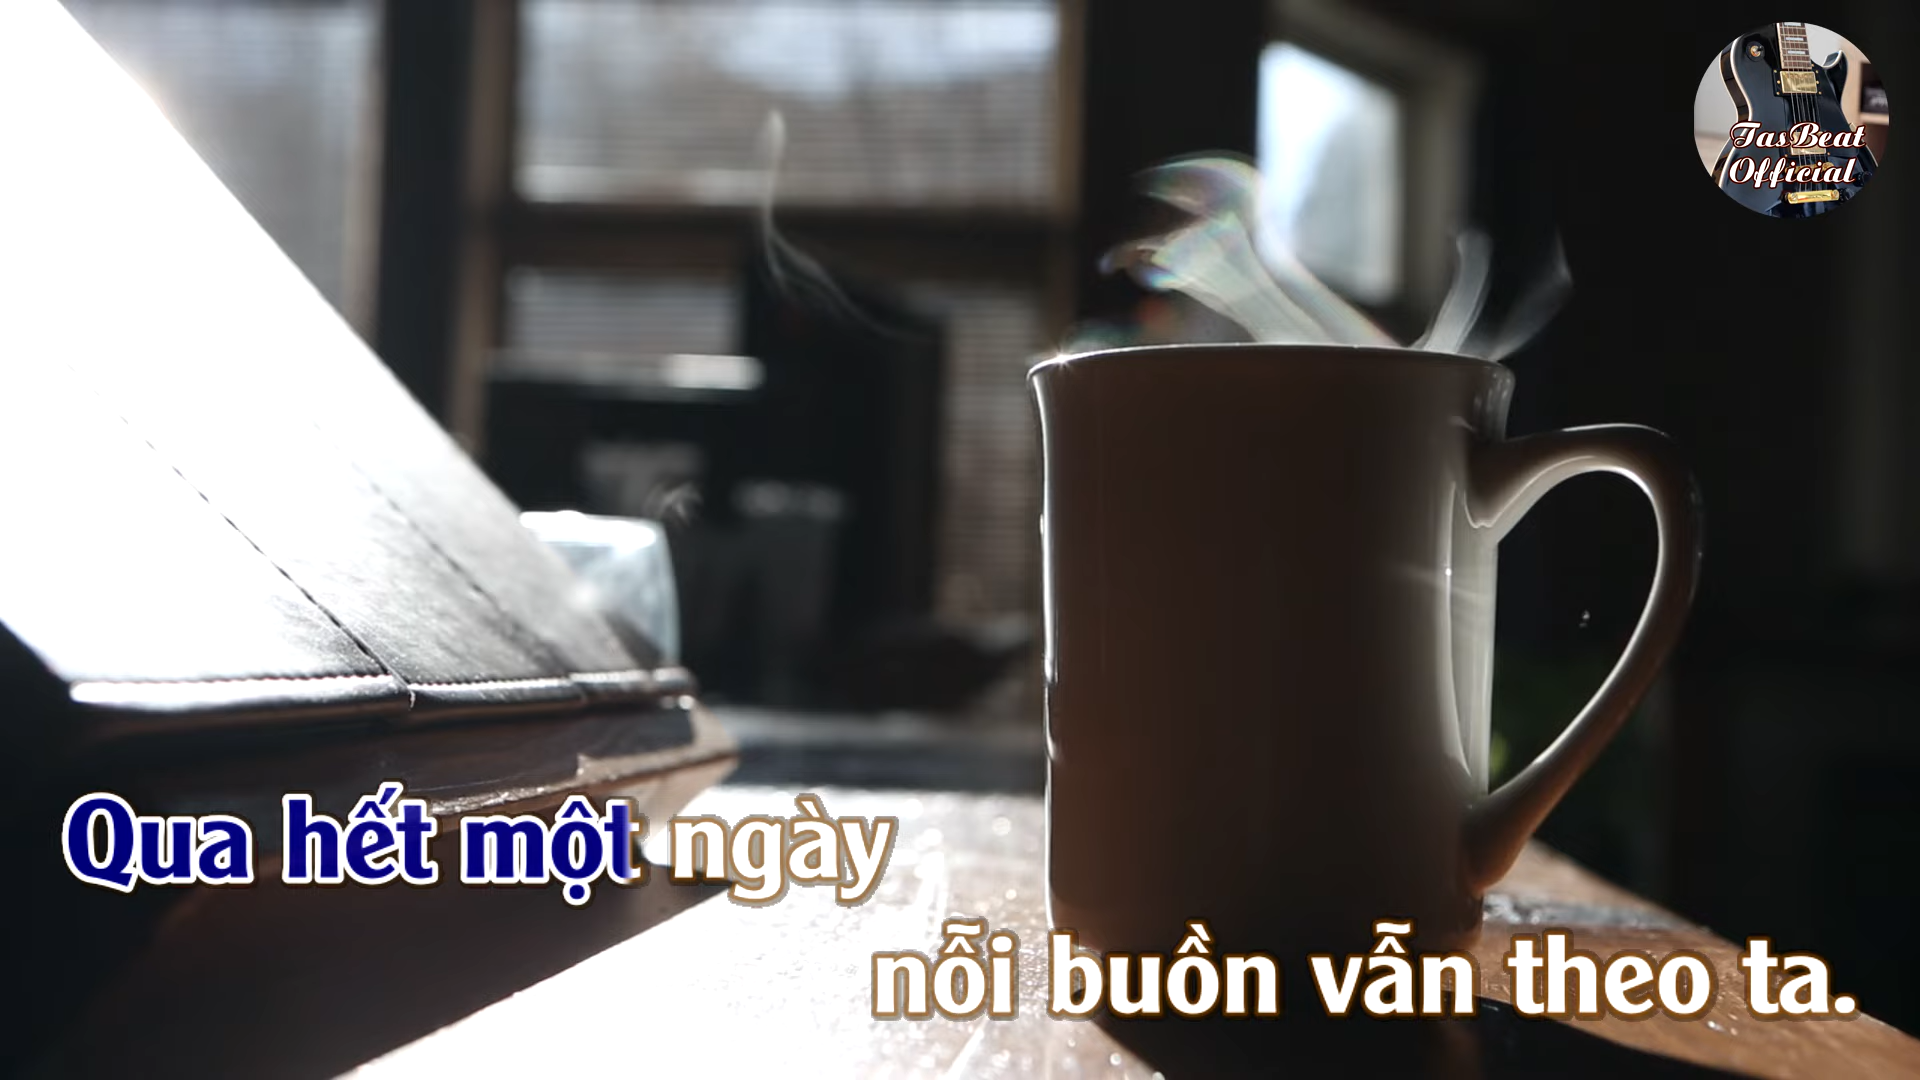 TasBeat
Official
Qua hết một ngày
nỗi buồn vẫn theo ta.